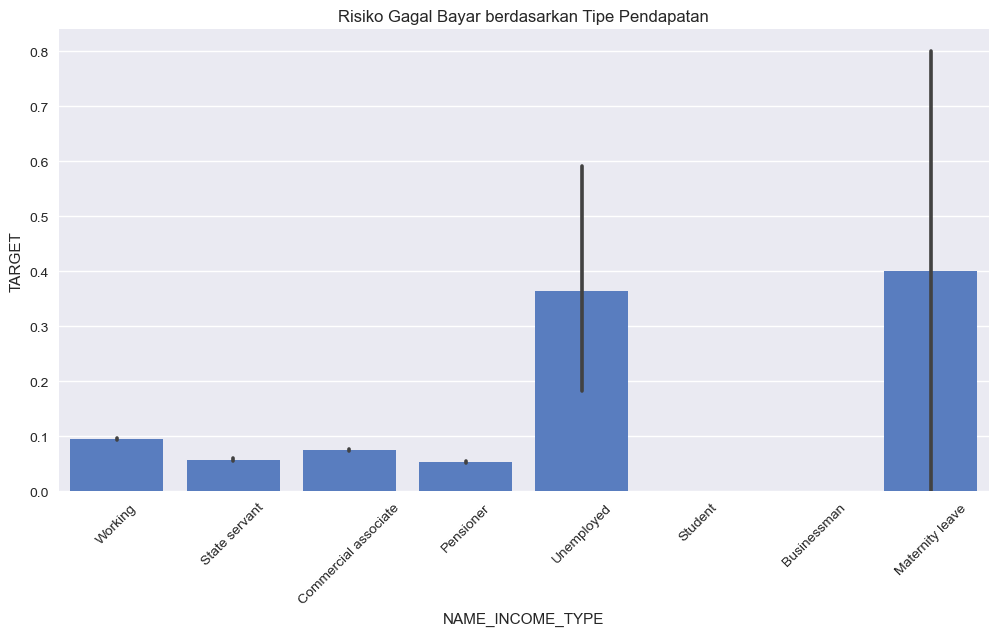 Risiko Gagal Bayar berdasarkan Tipe Pendapatan
TARGET
0.8
0.7
0.6
0.5
0.4
0.3
0.2
0.1
0.0
Working
State servant
Commercial associate
Pensioner
Unemployed
Student
Businessman
Maternity leave
NAME_INCOME_TYPE